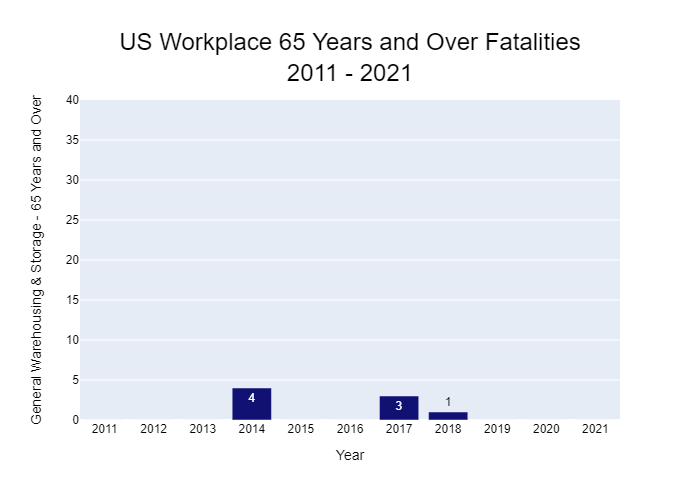 US Workplace 65 Years and Over Fatalities
2011 - 2021
General Warehousing & Storage - 65 Years and Over
40
35
30
25
20
15
10
5
0
4
3
1
2011 2012 2013 2014 2015 2016 2017 2018 2019 2020 2021
Year